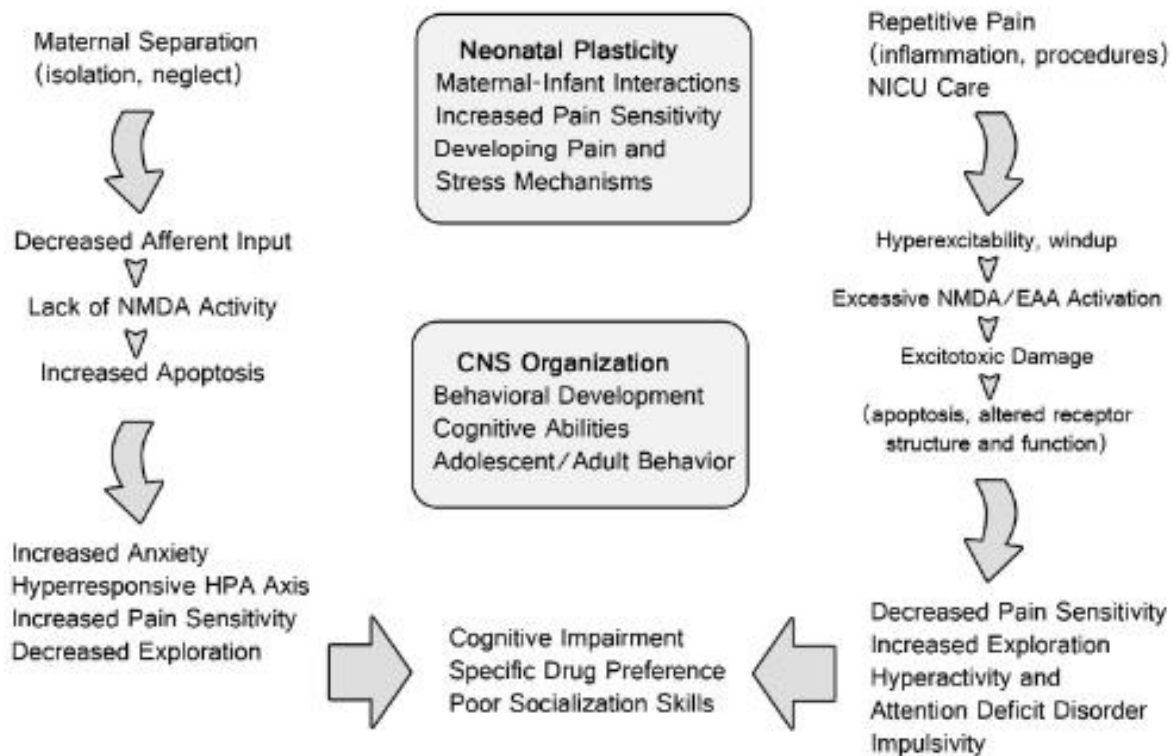 Maternal Separation
(isolation, neglect)
Decreased Afferent Input
Lack of NMDA Activity
Increased Apoptosis
Increased Anxiety
Hyperresponsive HPA Axis
Increased Pain Sensitivity
Decreased Exploration
Neonatal Plasticity
Maternal-Infant Interactions
Increased Pain Sensitivity
Developing Pain and
Stress Mechanisms
CNS Organization
Behavioral Development
Cognitive Abilities
Adolescent/Adult Behavior
Cognitive Impairment
Specific Drug Preference
Poor Socialization Skills
Repetitive Pain
(inflammation, procedures)
NICU Care
Hyperexcitability, windup
Excessive NMDA/EAA Activation
Excitotoxic Damage
(apoptosis, altered receptor
structure and function)
Decreased Pain Sensitivity
Increased Exploration
Hyperactivity and
Attention Deficit Disorder
Impulsivity